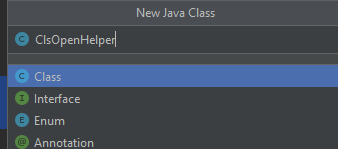 New Java Class
C ClsOpenHelper
C Class
I Interface
E Enum
@ Annotation